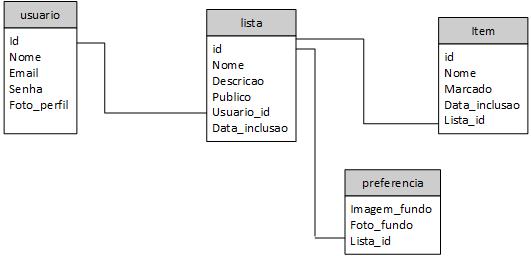 usuario
Id
Nome
Email
Senha
Foto_perfil
lista
id
Nome
Descricao
Publico
Usuario_id
Data_inclusao
Item
id
Nome
Marcado
Data_inclusao
Lista_id
preferencia
Imagem_fundo
Foto_fundo
Lista_id